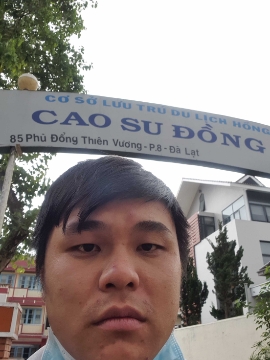 CƠ SỞ LƯU TRÚ DU LỊCH HỒNG
CAO SU ĐỒNG
85 Phù Đổng Thiên Vương - P.8 - Đà Lạt